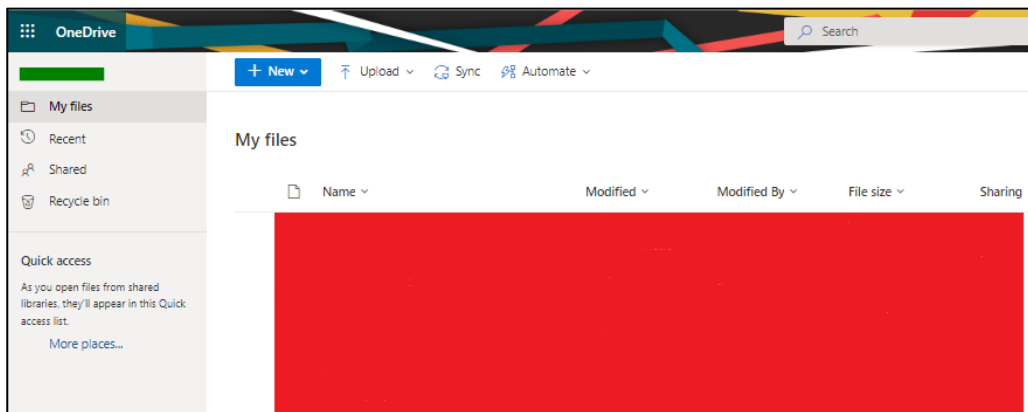 OneDrive
Search
New
Upload
Sync
Automate
My files
Recent
Shared
Recycle bin
Quick access
As you open files from shared
libraries, they'll appear in this Quick
access list.
More places...
My files
Name
Modified
Modified By
File size
Sharing